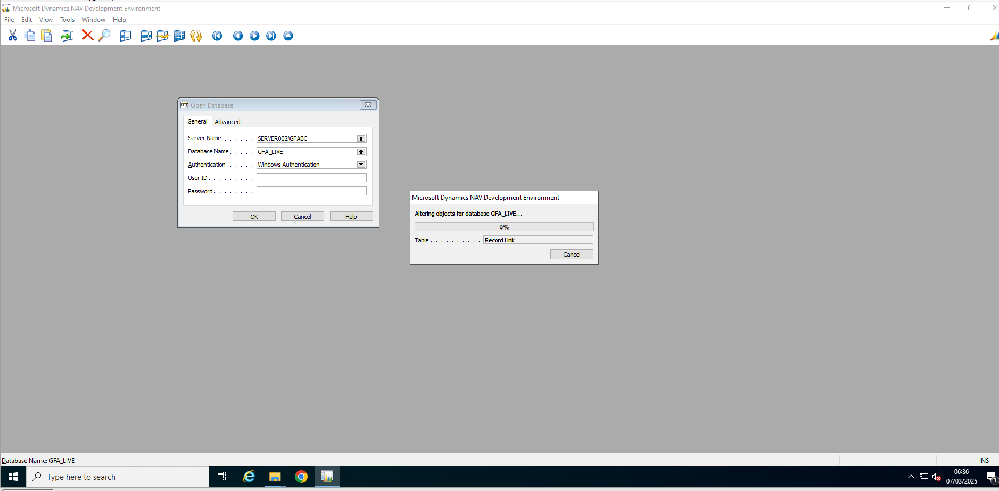 Microsoft Dynamics NAV Development Environment
File Edit View Tools Window Help
Open Database
General Advanced
Server Name . . . . . . SERVER002\GFABC
Database Name . . . . . GFA_LIVE
Authentication . . . . . Windows Authentication
User ID . . . . . . . . .
Password . . . . . . . .
OK Cancel Help
Microsoft Dynamics NAV Development Environment
Altering objects for database GFA_LIVE...
0%
Table . . . . . . . . . . Record Link
Cancel
Database Name: GFA_LIVE INS
Type here to search
06:36
07/03/2025
1